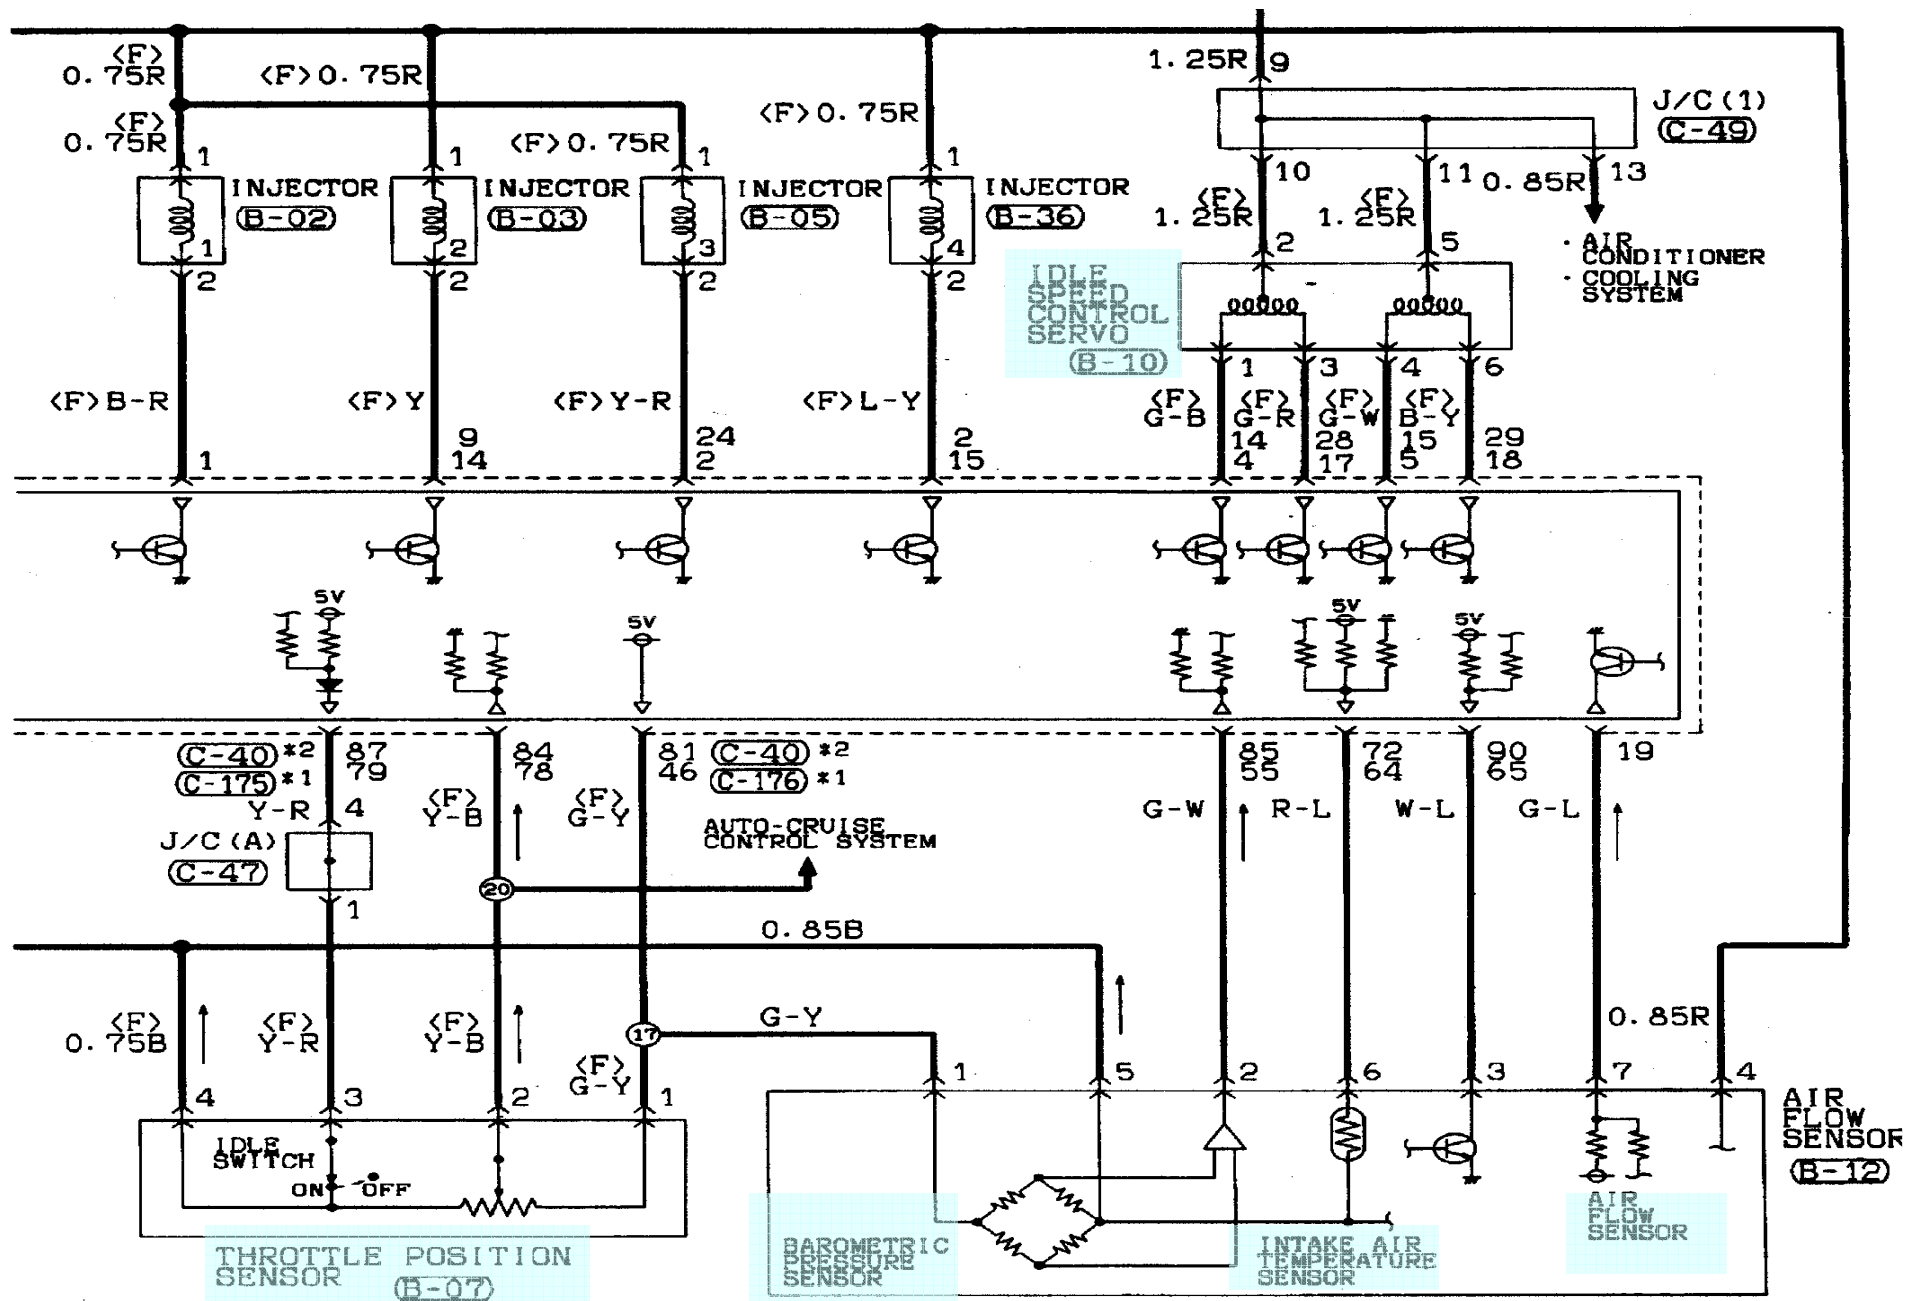 <F>
0.75R
<F>0.75R
<F>
0.75R
<F>0.75R
<F>0.75R
1.25R 9
J/C(1)
C-49
1
1
1
1
10
11
0.85R
13
INJECTOR
B-02
INJECTOR
B-03
INJECTOR
B-05
INJECTOR
B-36
<F>
1.25R
<F>
1.25R
1
2
3
4
2
2
2
2
2
5
· AIR
CONDITIONER
· COOLING
SYSTEM
IDLE
SPEED
CONTROL
SERVO
B-10
1
3
4
6
<F>B-R
<F>Y
<F>Y-R
<F>L-Y
<F>
G-B
<F>
G-R
<F>
G-W
<F>
B-Y
1
9
14
24
2
2
15
14
4
28
17
15
5
29
18
5V
5V
5V
5V
C-40 *2
C-175 *1
87
79
84
78
81
46
C-40 *2
C-176 *1
85
55
72
64
90
65
19
Y-R 4
<F>
Y-B
<F>
G-Y
G-W
R-L
W-L
G-L
J/C(A)
C-47
AUTO-CRUISE
CONTROL SYSTEM
20
1
0.85B
<F>
0.75B
<F>
Y-R
<F>
Y-B
17
G-Y
0.85R
<F>
G-Y
4
3
2
1
1
5
2
6
3
7
4
AIR
FLOW
SENSOR
B-12
IDLE
SWITCH
ON
OFF
THROTTLE POSITION
SENSOR
B-07
BAROMETRIC
PRESSURE
SENSOR
INTAKE AIR
TEMPERATURE
SENSOR
AIR
FLOW
SENSOR